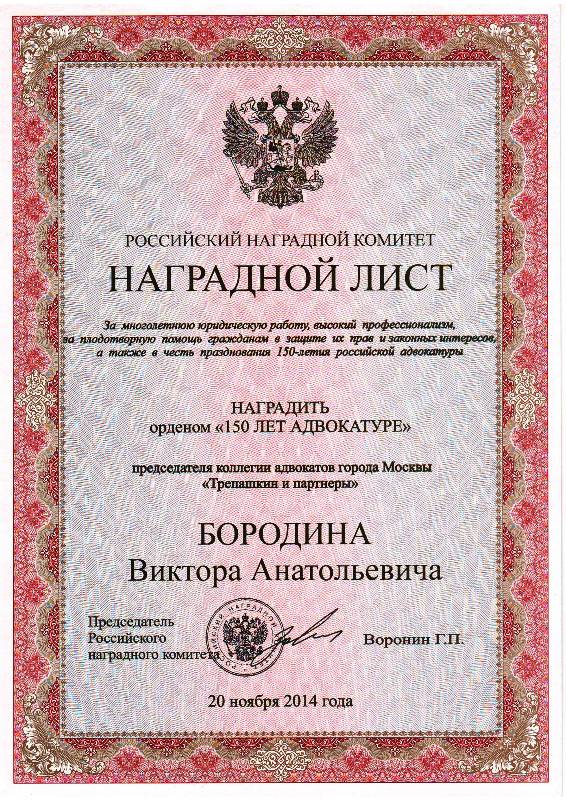 РОССИЙСКИЙ НАГРАДНОЙ КОМИТЕТ
НАГРАДНОЙ ЛИСТ
За многолетнюю юридическую работу, высокий профессионализм,
за плодотворную помощь гражданам в защите их прав и законных интересов,
а также в честь празднования 150-летия российской адвокатуры
НАГРАДИТЬ
орденом «150 ЛЕТ АДВОКАТУРЕ»
председателя коллегии адвокатов города Москвы
«Трепашкин и партнеры»
БОРОДИНА
Виктора Анатольевича
Председатель
Российского
наградного комитета
Воронин Г.П.
20 ноября 2014 года